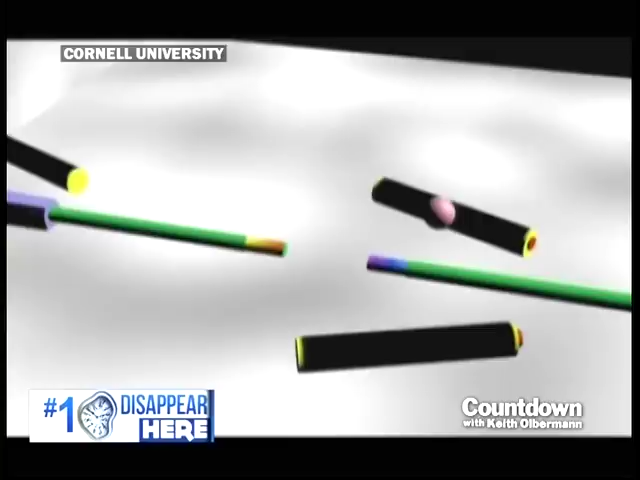 CORNELL UNIVERSITY
#1 DISAPPEAR
HERE
Countdown
with Keith Olbermann